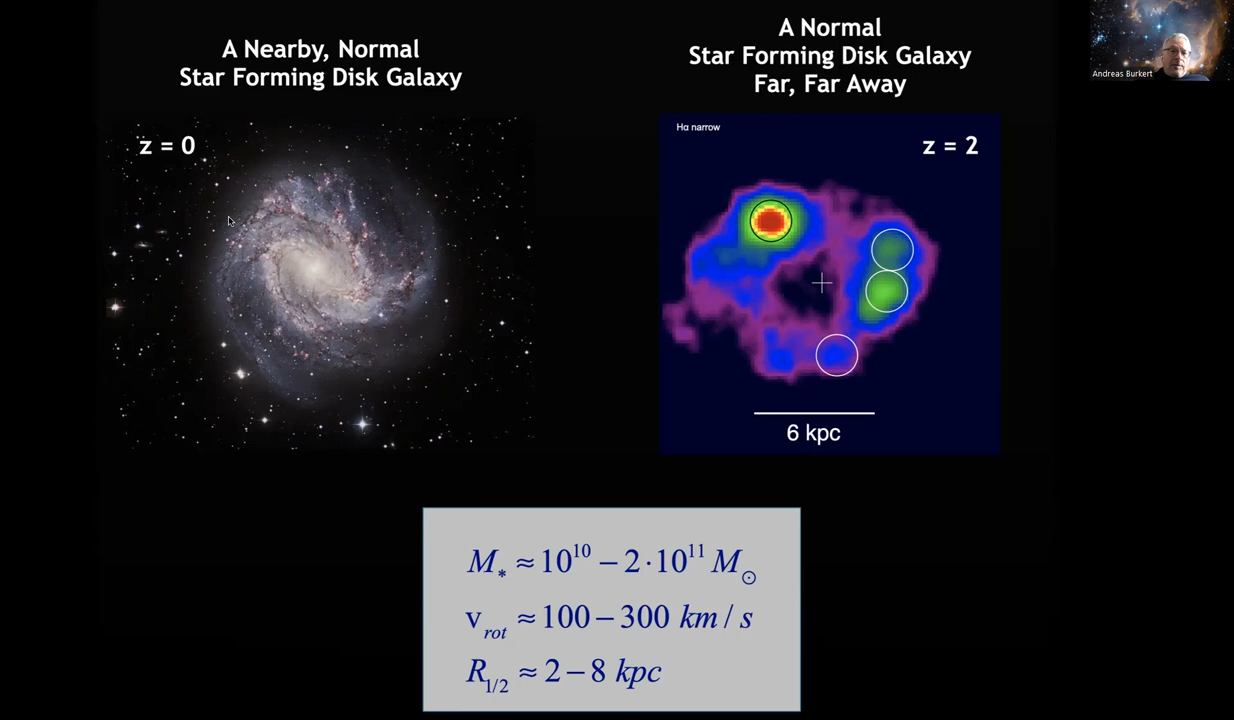 A Nearby, Normal
Star Forming Disk Galaxy
z = 0
A Normal
Star Forming Disk Galaxy
Far, Far Away
Hα narrow
z = 2
6 kpc
Andreas Burkert
M* ≈ 10^10 – 2·10^11 M⊙
v_rot ≈ 100 – 300 km / s
R_1/2 ≈ 2 – 8 kpc